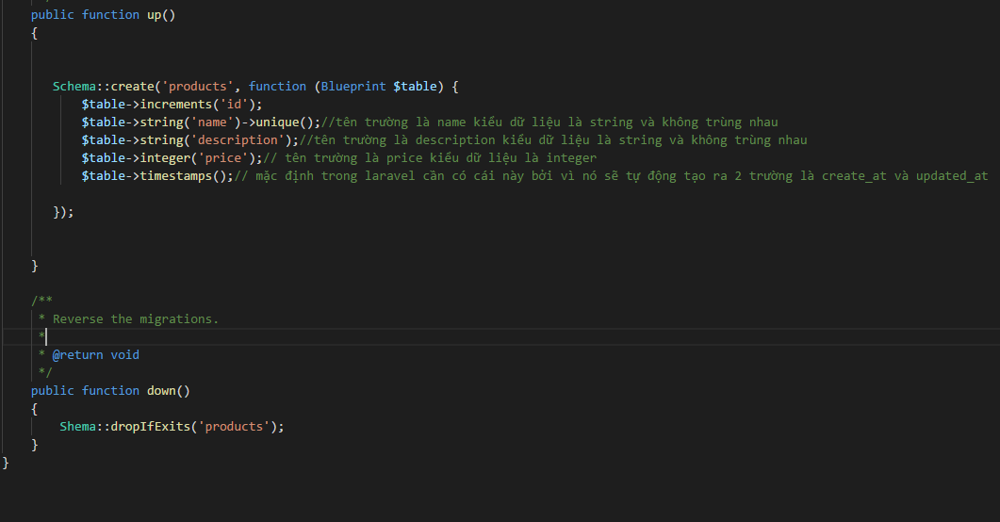 public function up()
{
Schema::create('products', function (Blueprint $table) {
$table->increments('id');
$table->string('name')->unique();//tên trường là name kiểu dữ liệu là string và không trùng nhau
$table->string('description');//tên trường là description kiểu dữ liệu là string và không trùng nhau
$table->integer('price');// tên trường là price kiểu dữ liệu là integer
$table->timestamps();// mặc định trong laravel cần có cái này bởi vì nó sẽ tự động tạo ra 2 trường là create_at và updated_at
});
}
/**
* Reverse the migrations.
*
* @return void
*/
public function down()
{
Shema::dropIfExits('products');
}
}